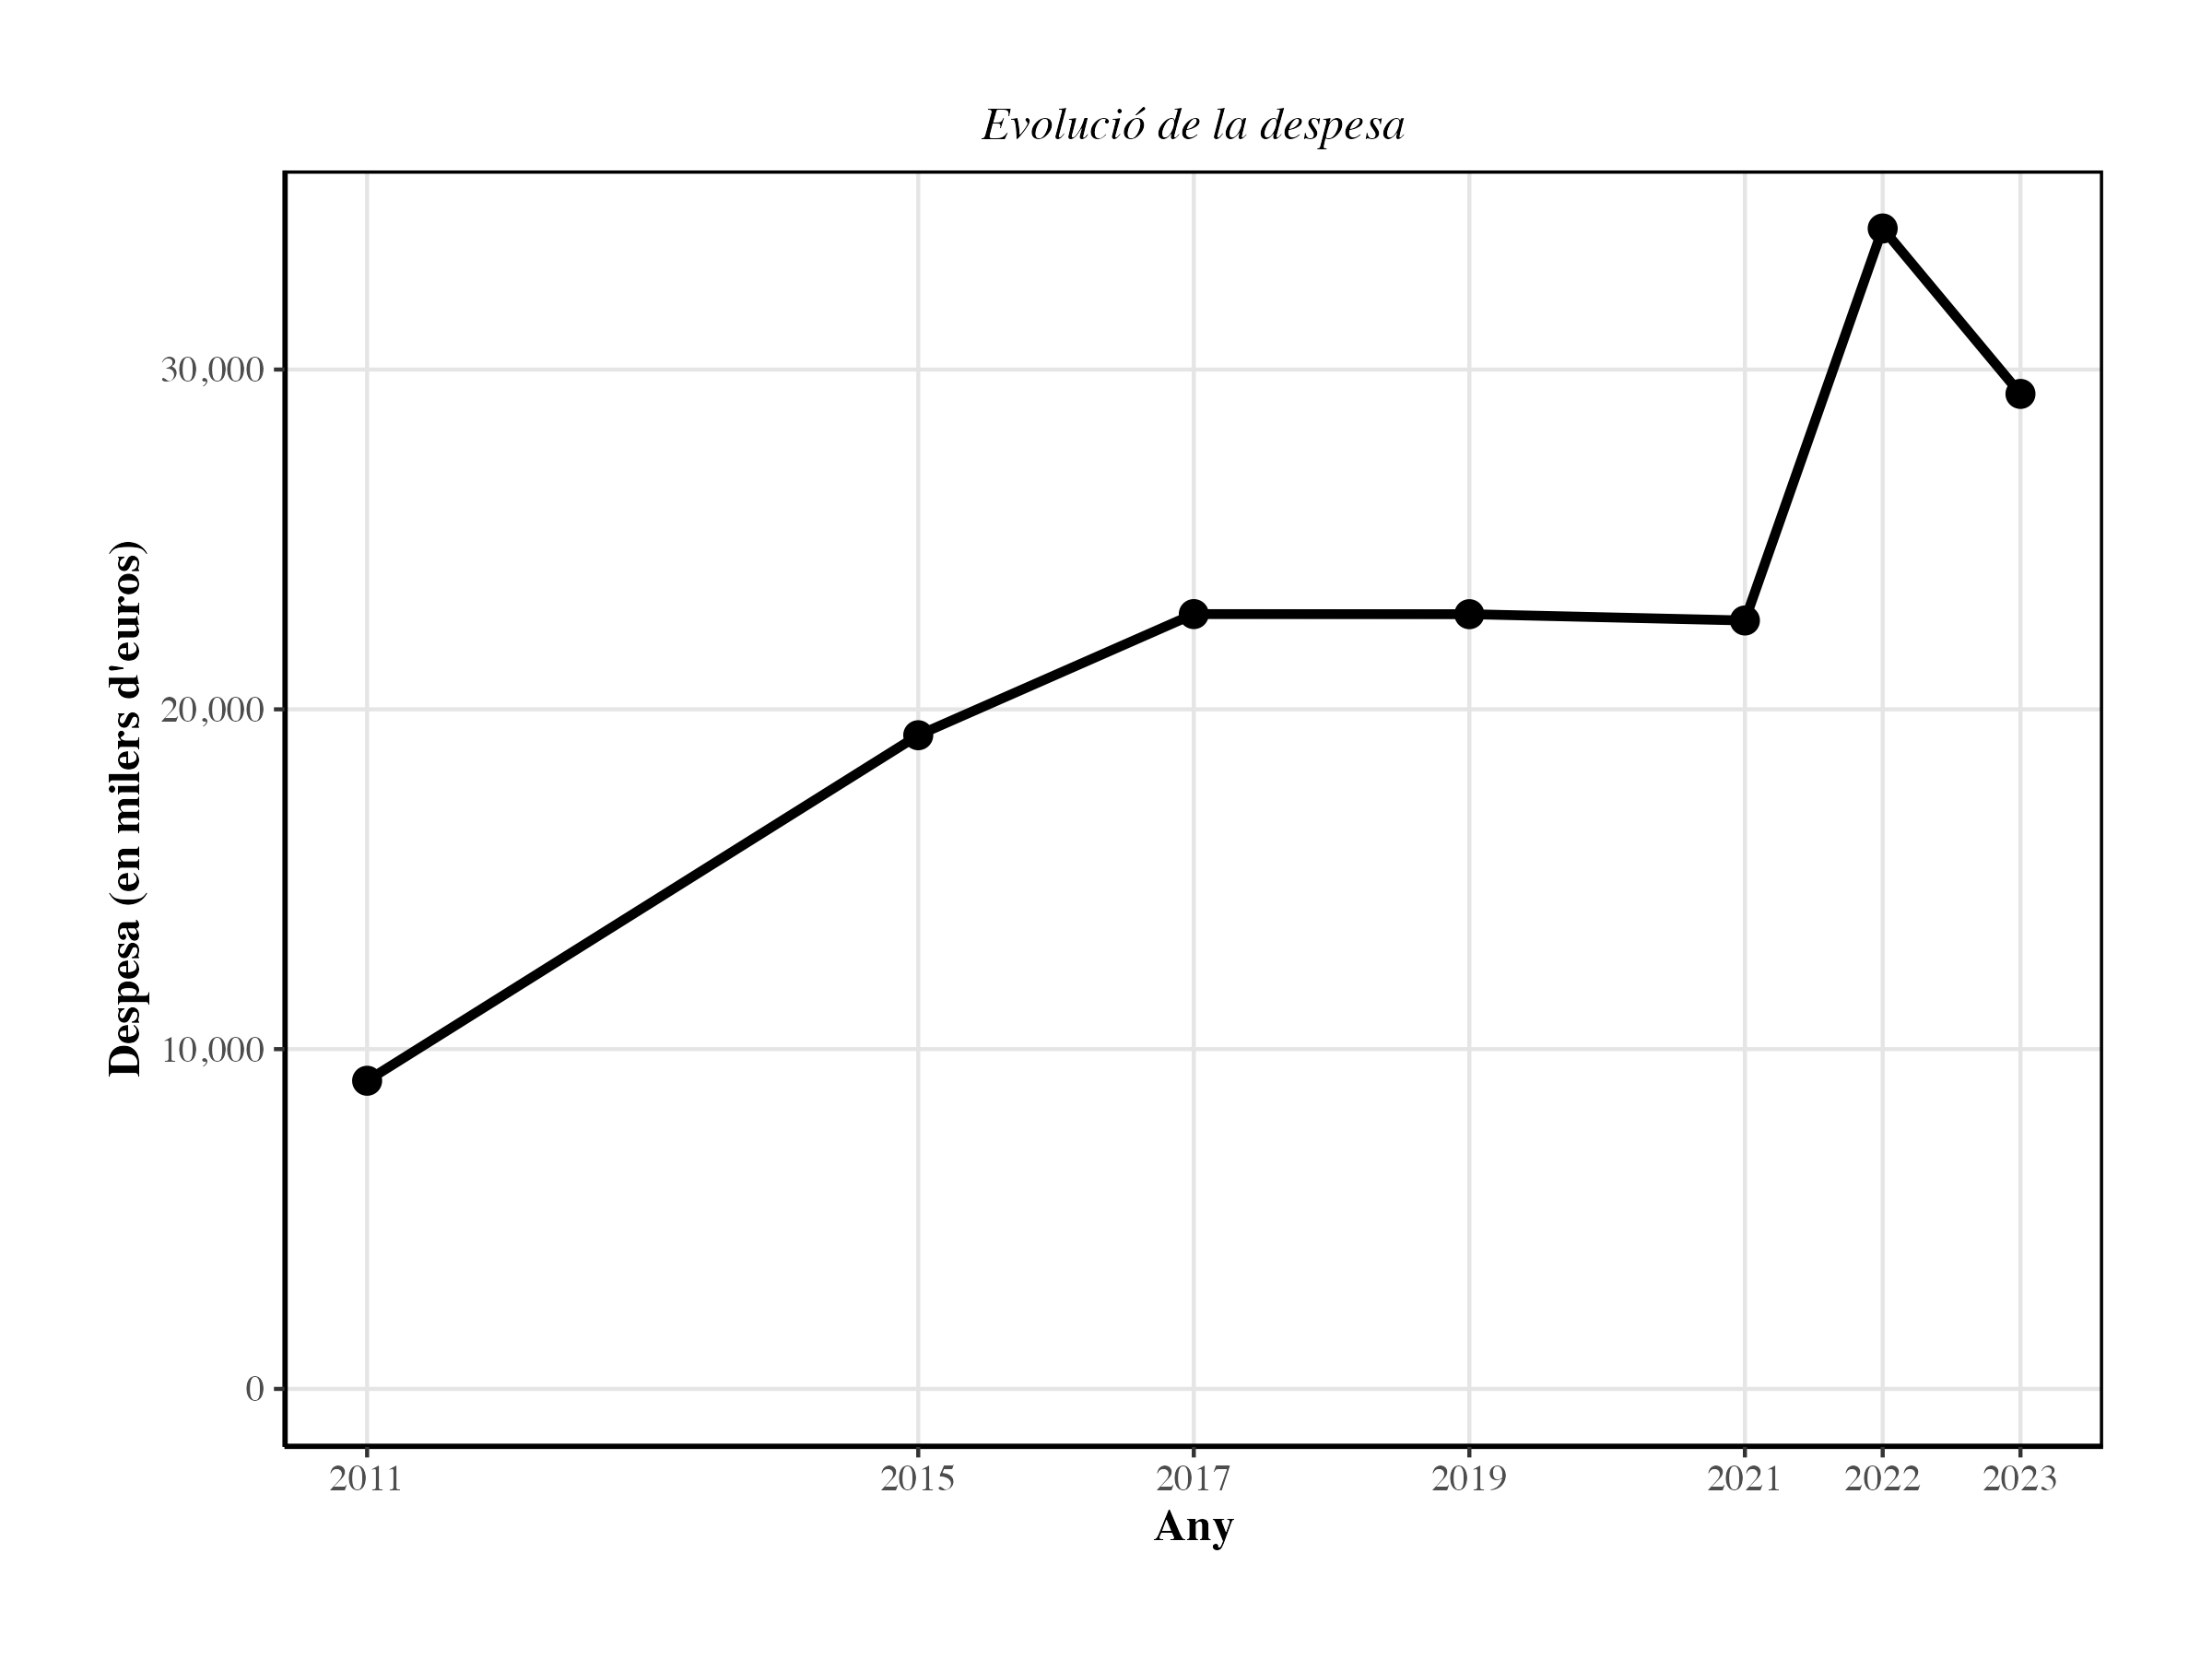 Evolució de la despesa
Despesa (en milers d'euros)
30,000
20,000
10,000
0
2011 2015 2017 2019 2021 2022 2023
Any